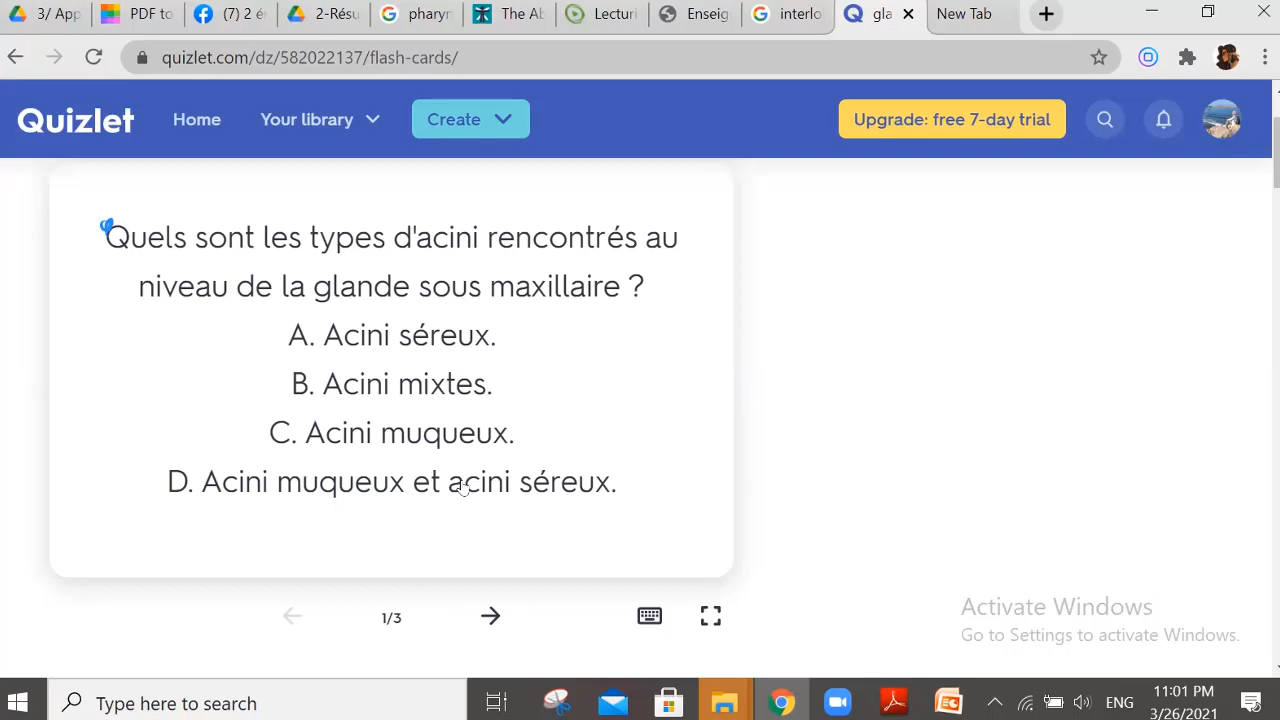 3/ App
PDF to
(7) 2 é
2-Résu
pharyn
The Al
Lecturi
Enseig
interle
gla
New Tab
quizlet.com/dz/582022137/flash-cards/
Quizlet
Home
Your library
Create
Upgrade: free 7-day trial
Quels sont les types d'acini rencontrés au
niveau de la glande sous maxillaire ?
A. Acini séreux.
B. Acini mixtes.
C. Acini muqueux.
D. Acini muqueux et acini séreux.
1/3
Activate Windows
Go to Settings to activate Windows.
Type here to search
ENG
11:01 PM
3/26/2021